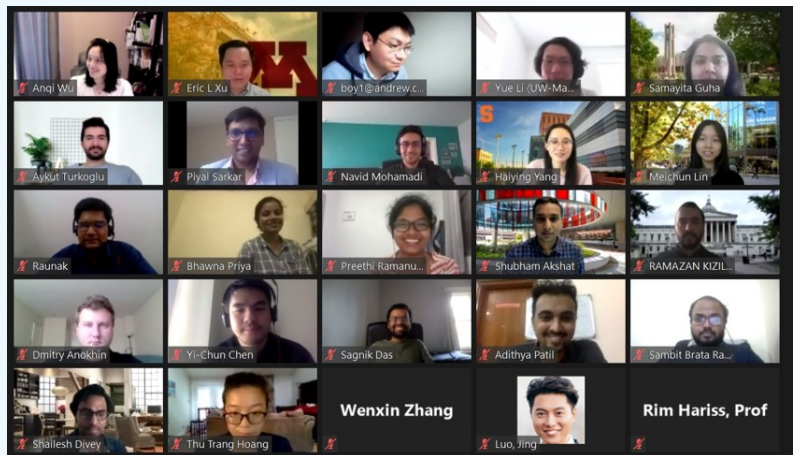 Anqi Wu
Eric L Xu
boy1@andrew.c...
Yue Li (UW-Ma...
Samayita Guha
Aykut Turkoglu
Piyal Sarkar
Navid Mohamadi
S
Haiying Yang
Meichun Lin
Raunak
Bhawna Priya
Preethi Ramanu...
Shubham Akshat
RAMAZAN KIZIL...
Dmitry Anokhin
Yi-Chun Chen
Sagnik Das
Adithya Patil
Sambit Brata Ra...
Shailesh Divey
Thu Trang Hoang
Wenxin Zhang
Luo, Jing
Rim Hariss, Prof